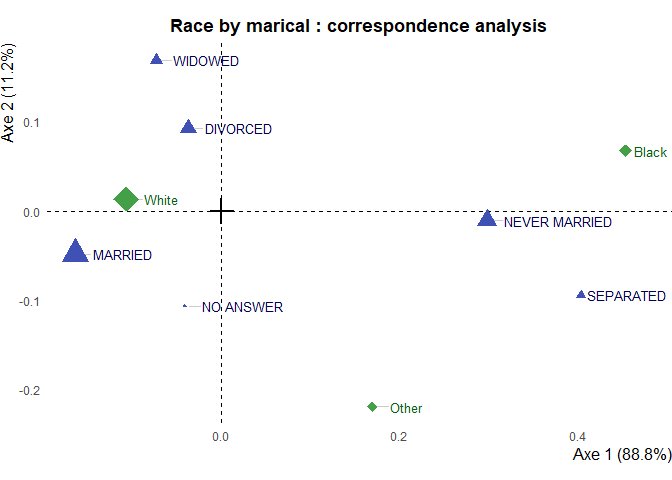 Race by marical : correspondence analysis
Axe 2 (11.2%)
WIDOWED
0.1
DIVORCED
Black
White
0.0
NEVER MARRIED
MARRIED
SEPARATED
-0.1
NO ANSWER
-0.2
Other
0.0
0.2
0.4
Axe 1 (88.8%)